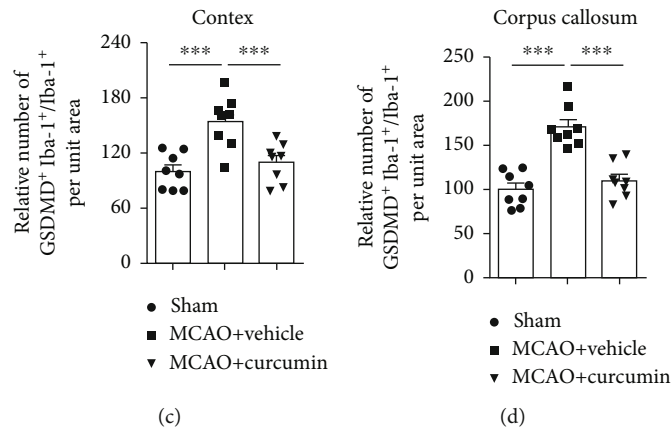 Contex
Relative number of
GSDMD+ Iba-1+/Iba-1+
per unit area
240
180
120
60
0
***
***
Sham
MCAO+vehicle
MCAO+curcumin
(c)
Corpus callosum
Relative number of
GSDMD+ Iba-1+/Iba-1+
per unit area
250
200
150
100
50
0
***
***
Sham
MCAO+vehicle
MCAO+curcumin
(d)